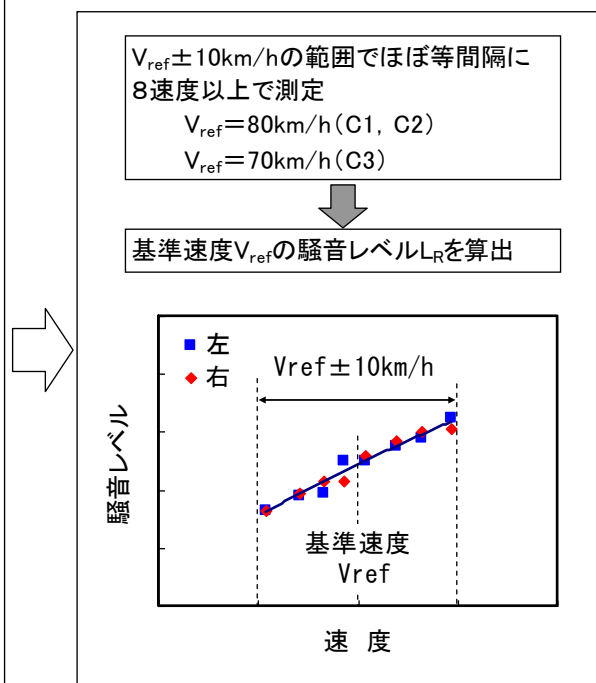 Vref±10km/hの範囲でほぼ等間隔に
8速度以上で測定
Vref=80km/h(C1, C2)
Vref=70km/h(C3)
基準速度Vrefの騒音レベルLRを算出
左
右
Vref±10km/h
騒音レベル
基準速度
Vref
速 度